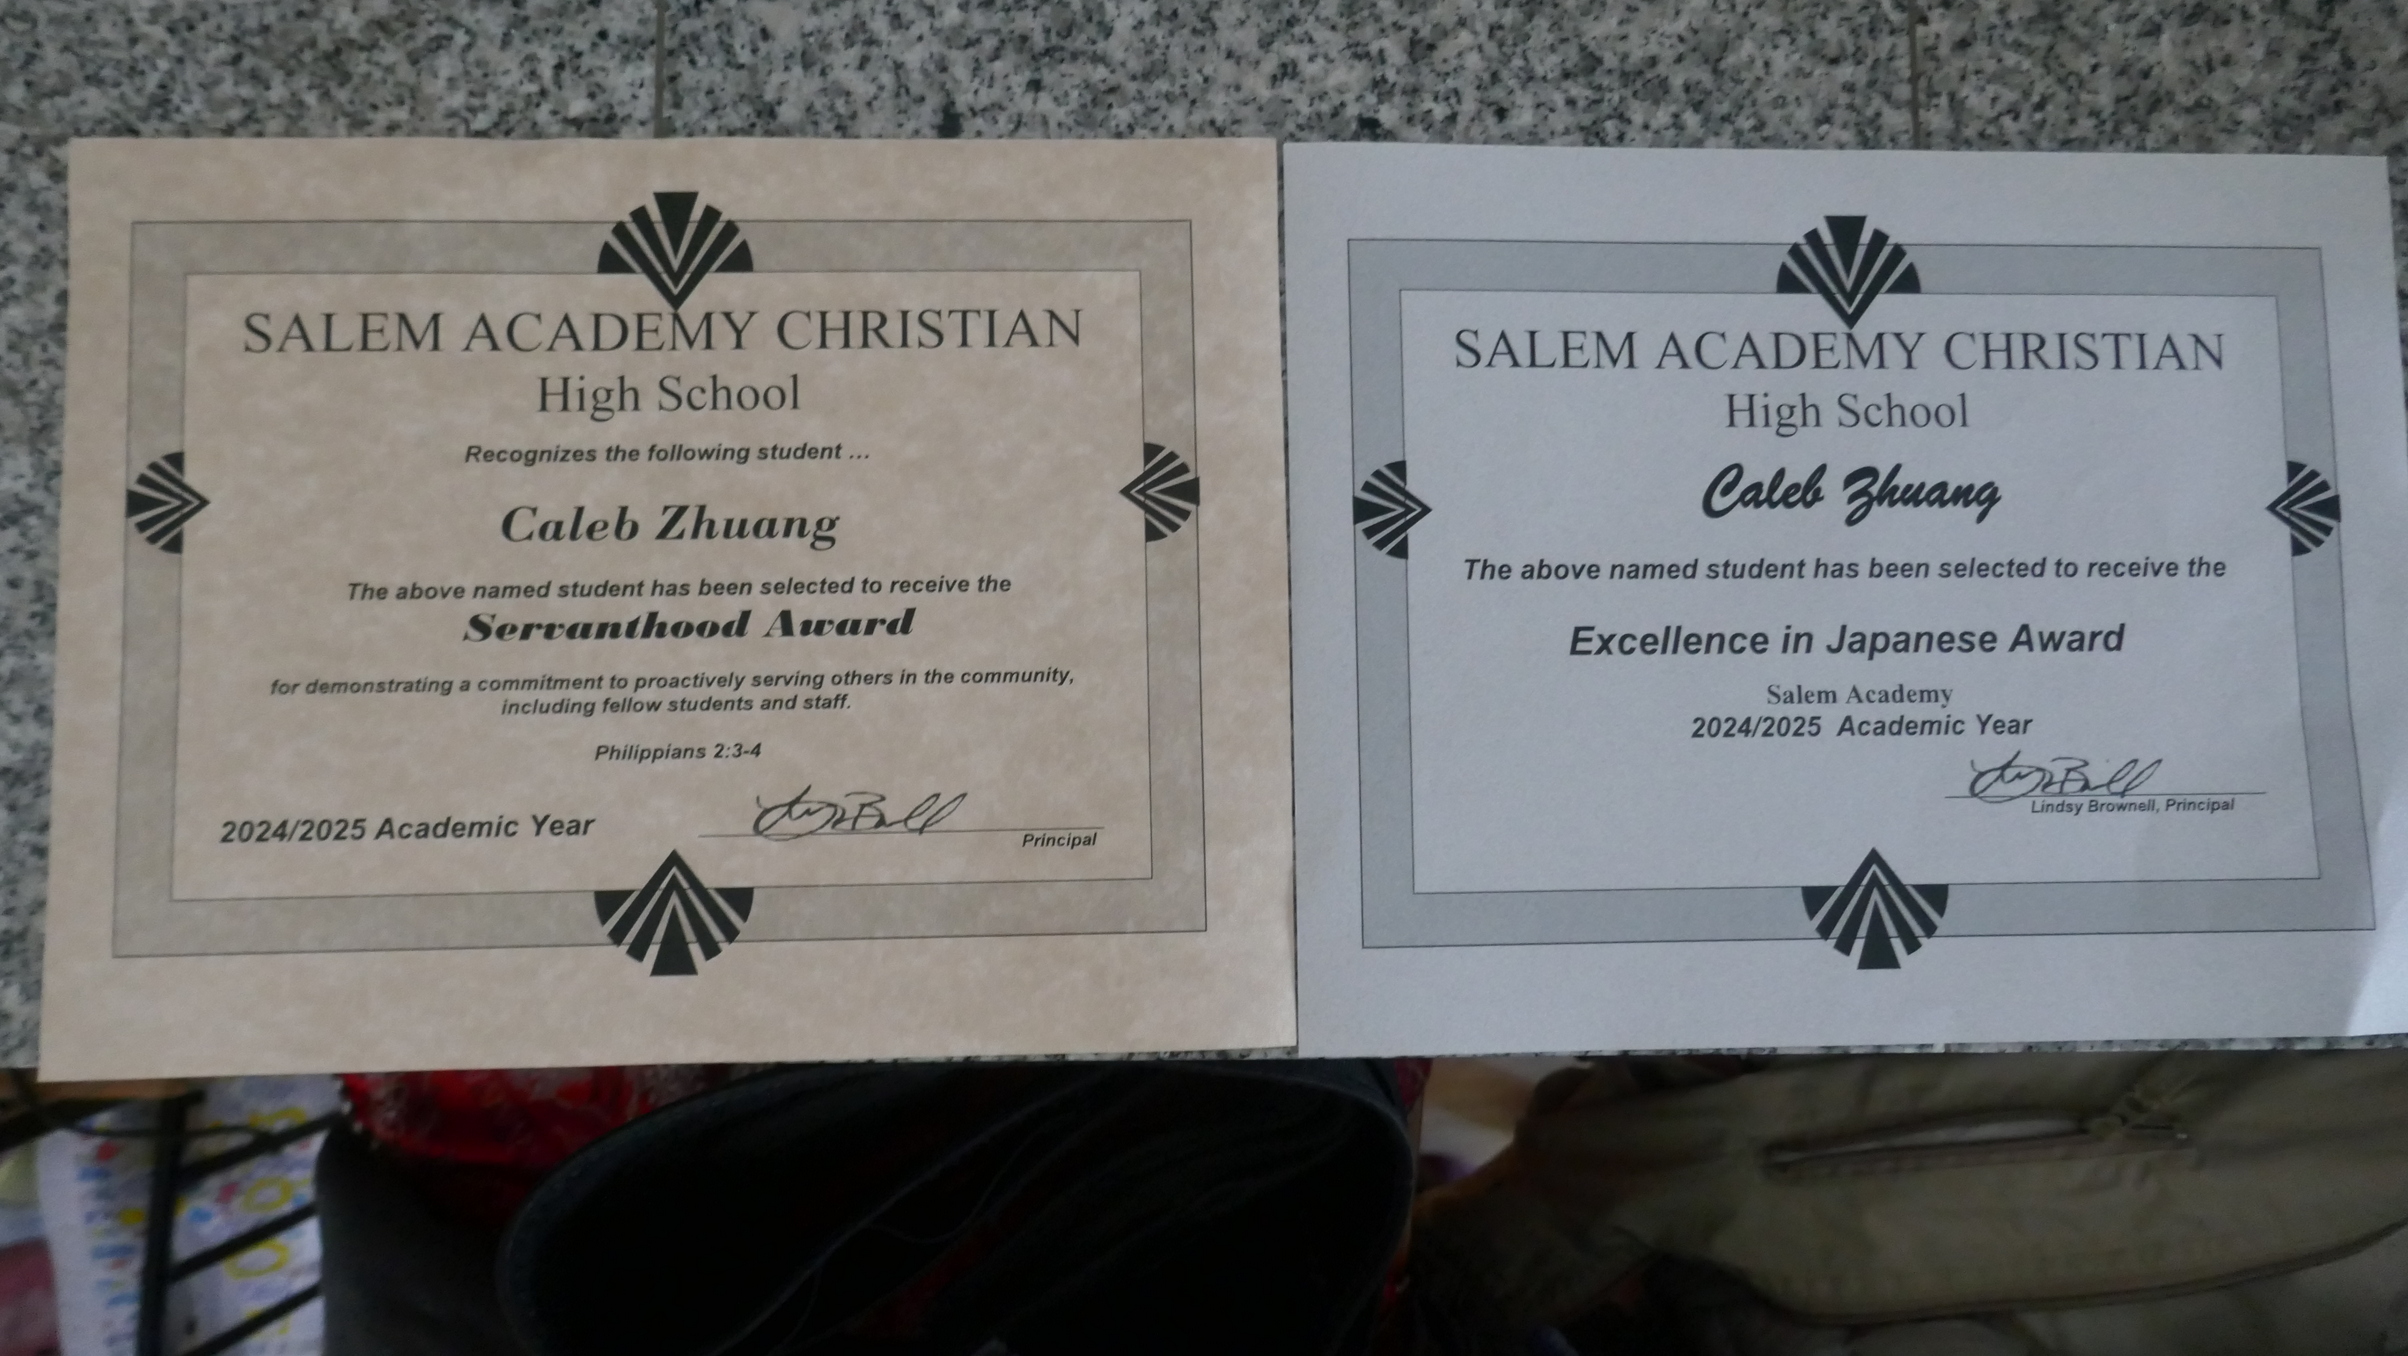 SALEM ACADEMY CHRISTIAN
High School
Recognizes the following student ...
Caleb Zhuang
The above named student has been selected to receive the
Servanthood Award
for demonstrating a commitment to proactively serving others in the community,
including fellow students and staff.
Philippians 2:3-4
2024/2025 Academic Year
Principal
SALEM ACADEMY CHRISTIAN
High School
Caleb Zhuang
The above named student has been selected to receive the
Excellence in Japanese Award
Salem Academy
2024/2025 Academic Year
Lindsy Brownell, Principal